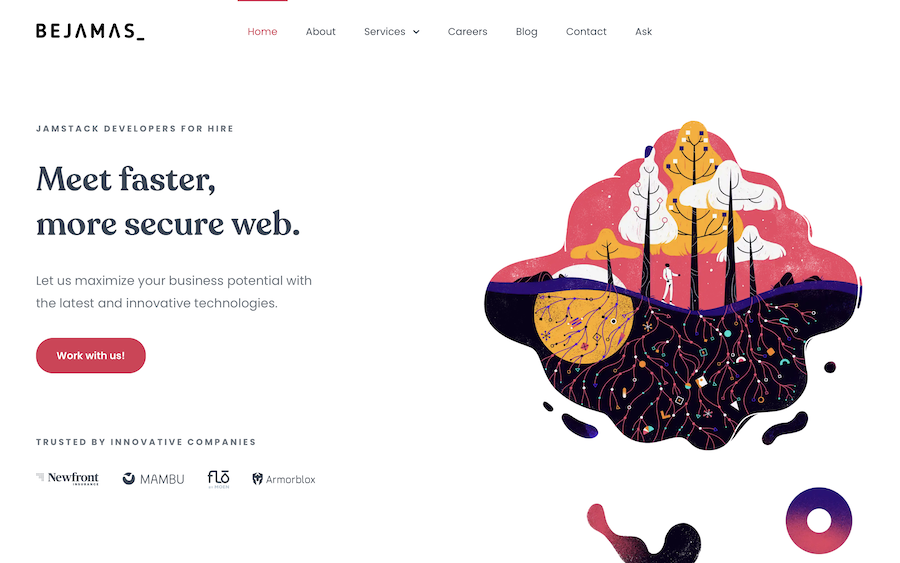 BEJAMAS_
Home About Services Careers Blog Contact Ask
JAMSTACK DEVELOPERS FOR HIRE
Meet faster,
more secure web.
Let us maximize your business potential with
the latest and innovative technologies.
Work with us!
TRUSTED BY INNOVATIVE COMPANIES
Newfront INSURANCE MAMBU flō BY MOEN Armorblox